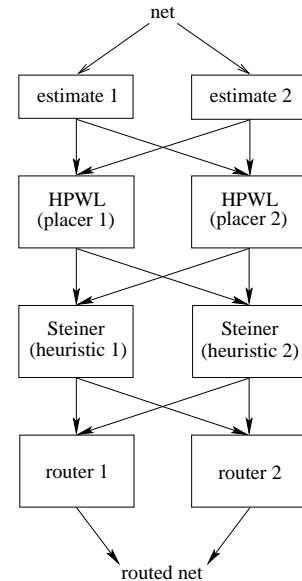 net
estimate 1
estimate 2
HPWL
(placer 1)
HPWL
(placer 2)
Steiner
(heuristic 1)
Steiner
(heuristic 2)
router 1
router 2
routed net